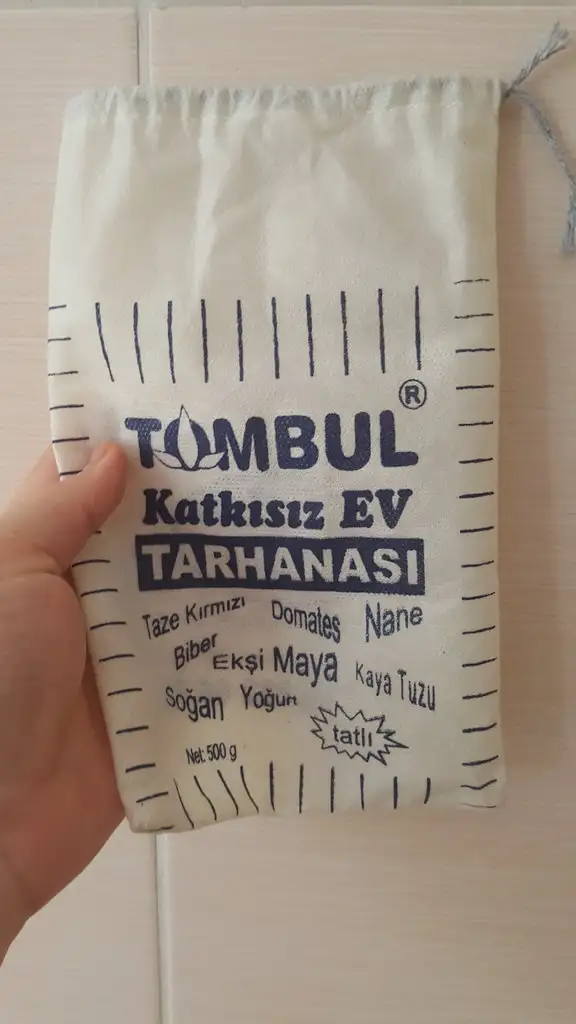 TOMBUL ®
Katkısız EV
TARHANASI
Taze Kırmızı Biber
Domates
Nane
Ekşi Maya
Kaya Tuzu
Soğan
Yoğurt
tatlı
Net: 500 g